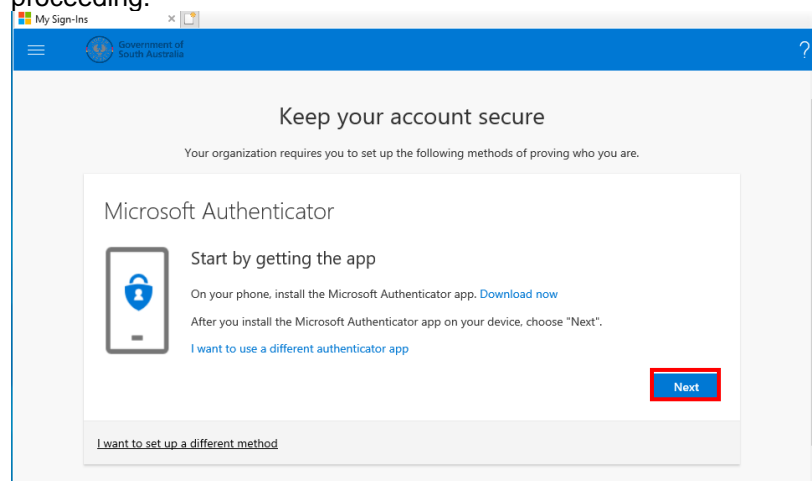 proceeding.
My Sign-Ins
Government of
South Australia
?
Keep your account secure
Your organization requires you to set up the following methods of proving who you are.
Microsoft Authenticator
Start by getting the app
On your phone, install the Microsoft Authenticator app. Download now
After you install the Microsoft Authenticator app on your device, choose "Next".
I want to use a different authenticator app
Next
I want to set up a different method